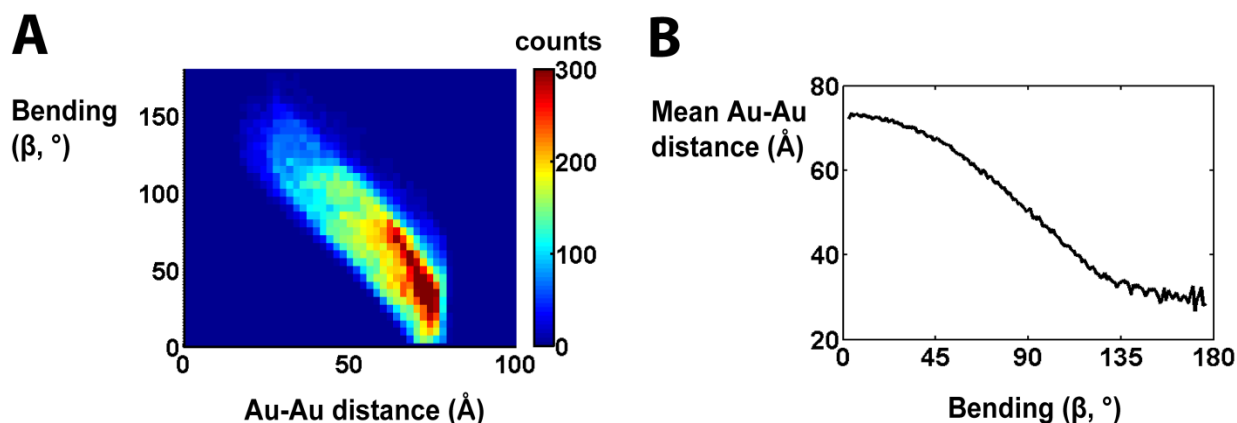 A
B
counts
Bending
(β, °)
150
100
50
0
0
50
100
Au-Au distance (Å)
300
200
100
0
Mean Au-Au
distance (Å)
80
60
40
20
0
45
90
135
180
Bending (β, °)